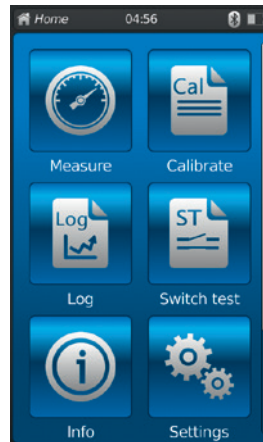 Home 04:56
Cal
Measure Calibrate
Log ST
Log Switch test
Info Settings